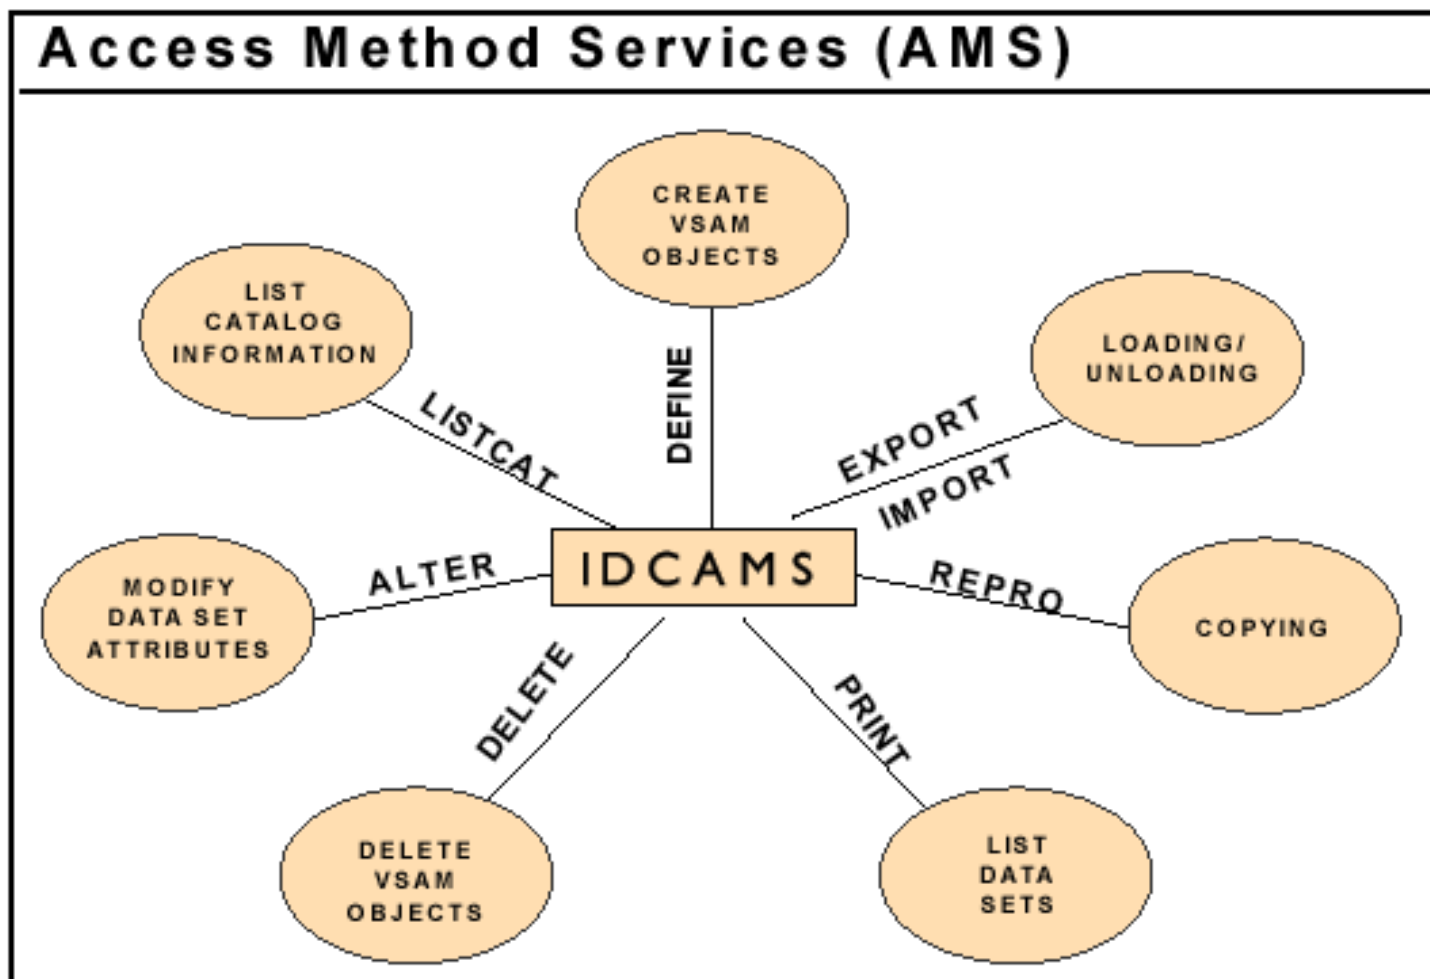 Access Method Services (AMS)
CREATE
VSAM
OBJECTS
LIST
CATALOG
INFORMATION
LOADING/
UNLOADING
DEFINE
LISTCAT
EXPORT
IMPORT
IDCAMS
ALTER
REPRO
MODIFY
DATA SET
ATTRIBUTES
COPYING
DELETE
PRINT
DELETE
VSAM
OBJECTS
LIST
DATA
SETS